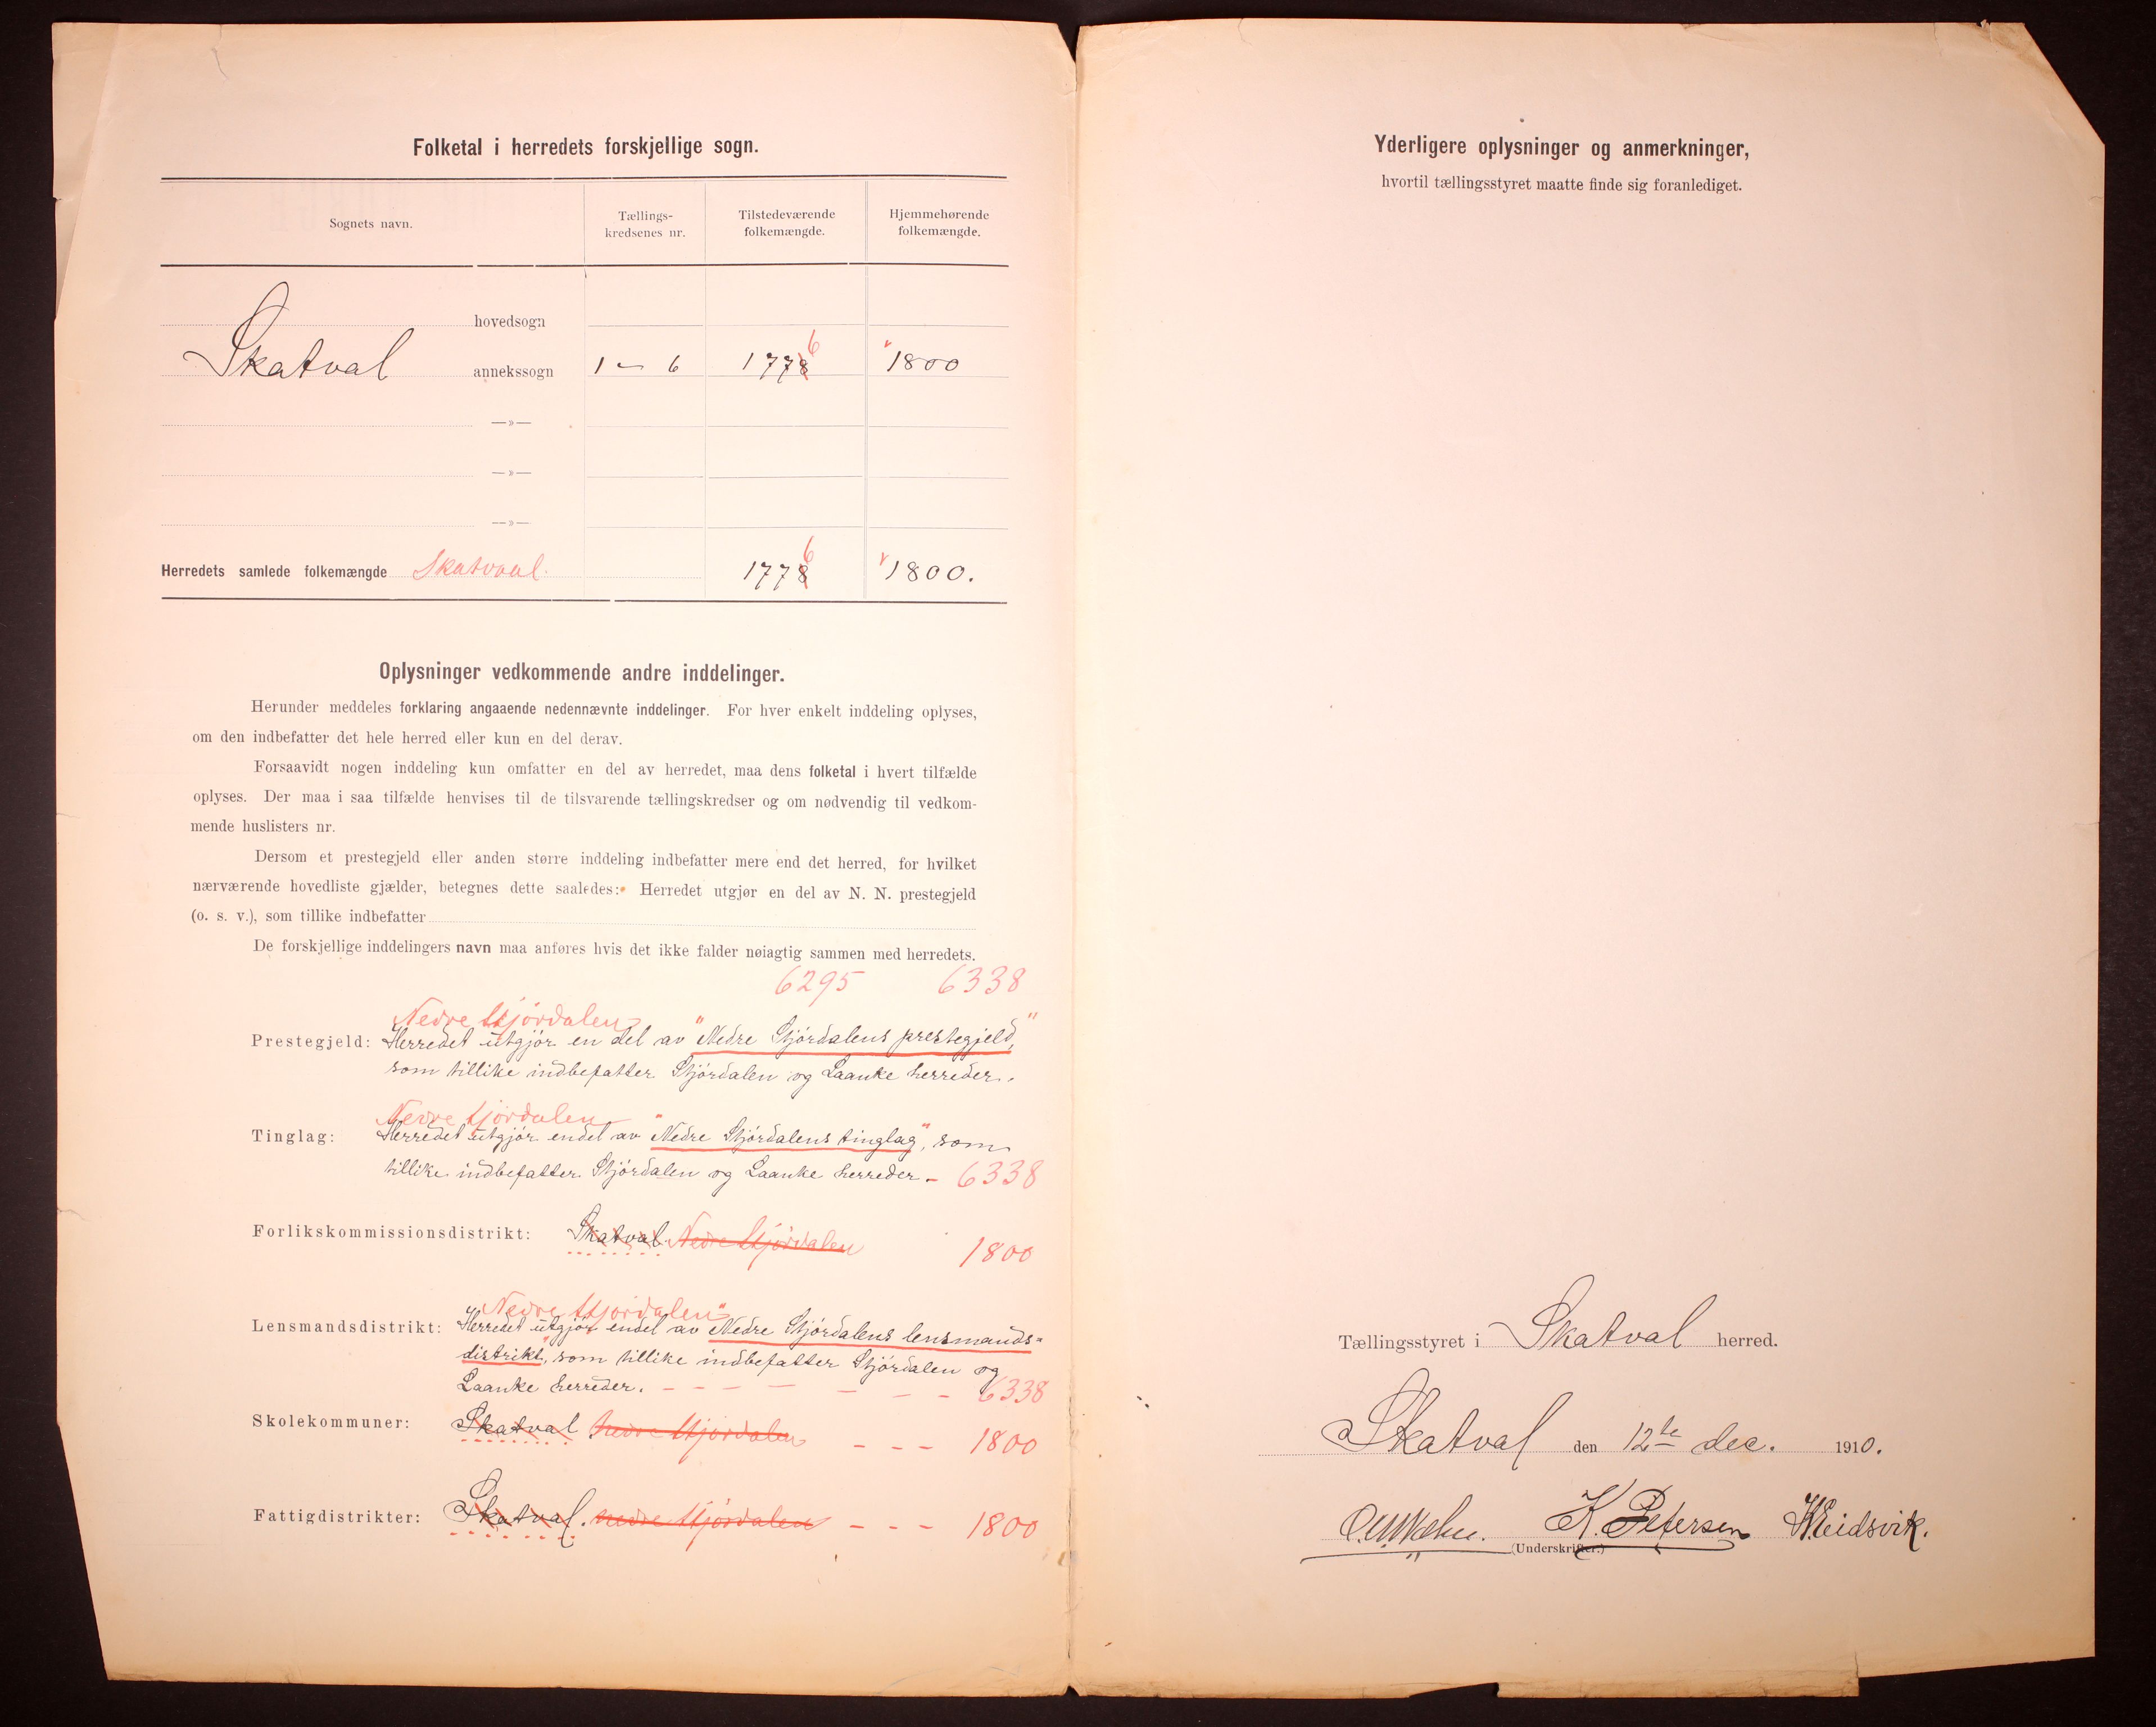 Folketal i herredets forskjellige sogn.
Sognets navn.
Tællings-
kredsenes nr.
Tilstedeværende
folkemængde.
Hjemmehørende
folkemængde.
hovedsogn
6
Skatval annekssogn 1 – 6 1778 1800
—»—
—»—
—»—
6
Herredets samlede folkemængde Skatvaal. 1778 1800.
Oplysninger vedkommende andre inddelinger.
Herunder meddeles forklaring angaaende nedennævnte inddelinger. For hver enkelt inddeling oplyses,
om den indbefatter det hele herred eller kun en del derav.
Forsaavidt nogen inddeling kun omfatter en del av herredet, maa dens folketal i hvert tilfælde
oplyses. Der maa i saa tilfælde henvises til de tilsvarende tællingskredser og om nødvendig til vedkom-
mende huslisters nr.
Dersom et prestegjeld eller anden større inddeling indbefatter mere end det herred, for hvilket
nærværende hovedliste gjælder, betegnes dette saaledes: Herredet utgjør en del av N. N. prestegjeld
(o. s. v.), som tillike indbefatter
De forskjellige inddelingers navn maa anføres hvis det ikke falder nøiagtig sammen med herredets.
6295 6338
Nedre Stjørdalen
Prestegjeld: Herredet utgjør en del av "Nedre Stjørdalens prestegjeld",
som tillike indbefatter Stjørdalen og Laanke herreder.
Nedre Stjørdalen
Tinglag: Herredet utgjør endel av "Nedre Stjørdalens tinglag", som
tillike indbefatter Stjørdalen og Laanke herreder. – 6338
Forlikskommissionsdistrikt: Skatval. Nedre Stjørdalen 1800
Nedre Stjørdalen
Lensmandsdistrikt: Herredet utgjør endel av "Nedre Stjørdalens lensmands=
distrikt", som tillike indbefatter Stjørdalen og
Laanke herreder. – – – – – – – 6338
Skolekommuner: Skatval Nedre Stjørdalen – – – 1800
Fattigdistrikter: Skatval. nedre Stjørdalen – – – 1800
Yderligere oplysninger og anmerkninger,
hvortil tællingsstyret maatte finde sig foranlediget.
Tællingsstyret i Skatval herred.
Skatval den 12te dec. 1910.
K. Petersen H. Eidsvik.
(Underskrifter.)